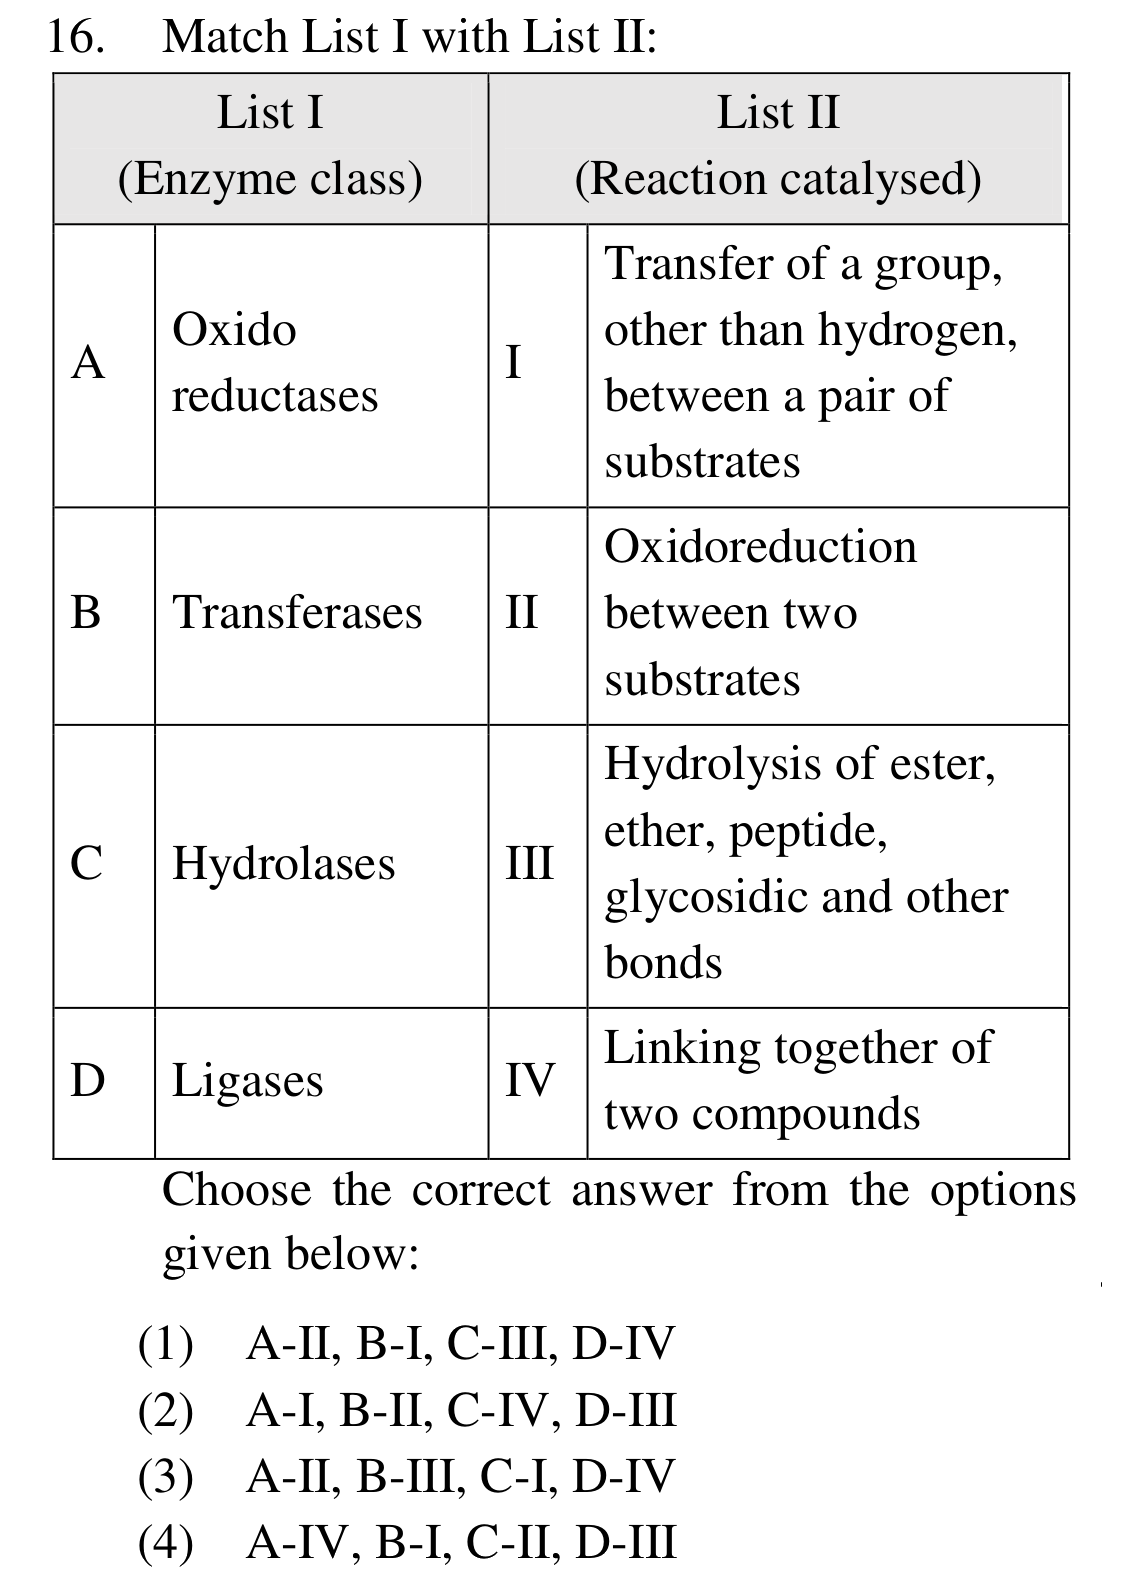 16. Match List I with List II:
List I
(Enzyme class)
List II
(Reaction catalysed)
A
Oxido
reductases
I
Transfer of a group,
other than hydrogen,
between a pair of
substrates
B
Transferases
II
Oxidoreduction
between two
substrates
C
Hydrolases
III
Hydrolysis of ester,
ether, peptide,
glycosidic and other
bonds
D
Ligases
IV
Linking together of
two compounds
Choose the correct answer from the options
given below:
(1) A-II, B-I, C-III, D-IV
(2) A-I, B-II, C-IV, D-III
(3) A-II, B-III, C-I, D-IV
(4) A-IV, B-I, C-II, D-III